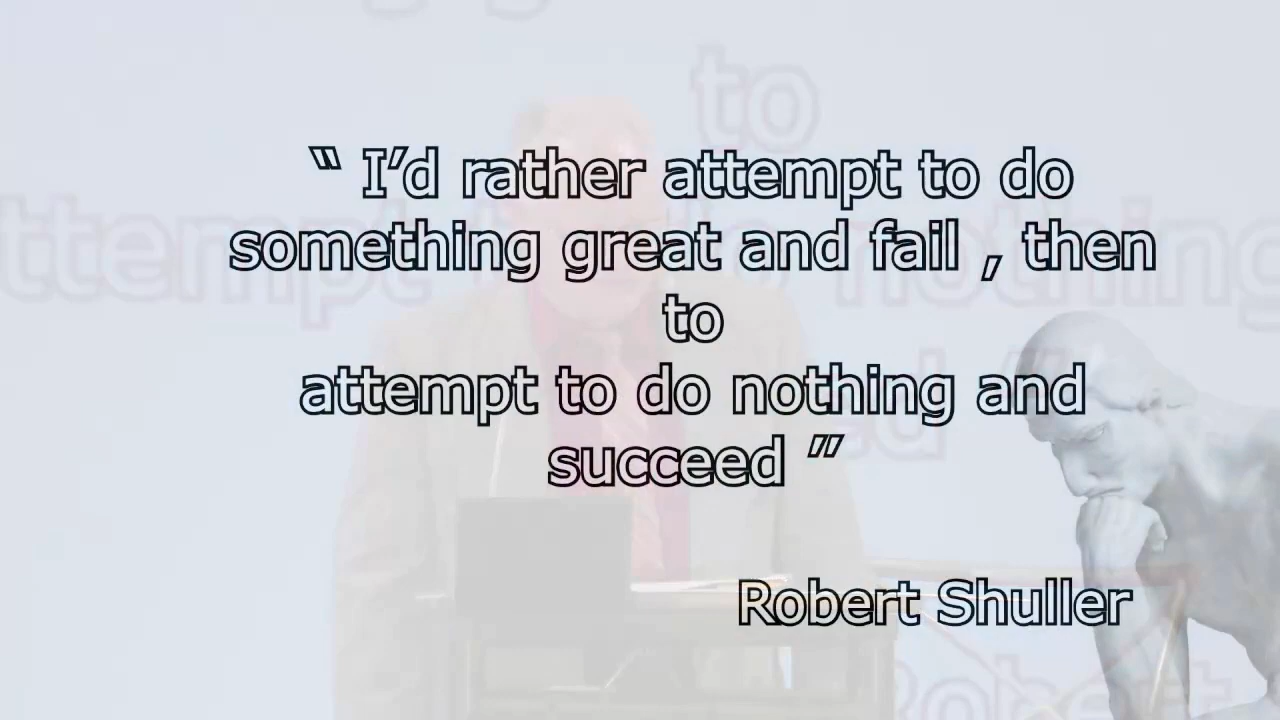 “ I’d rather attempt to do
something great and fail , then
to
attempt to do nothing and
succeed ”
Robert Shuller